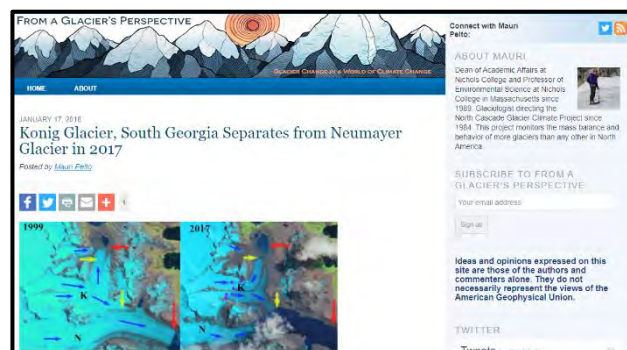 FROM A GLACIER'S PERSPECTIVE
GLACIER CHANGE IN A WORLD OF CLIMATE CHANGE
HOME ABOUT
JANUARY 17, 2018
Konig Glacier, South Georgia Separates from Neumayer
Glacier in 2017
Posted by Mauri Pelto
1999
K
N
2017
K
N
Connect with Mauri
Pelto:
ABOUT MAURI
Dean of Academic Affairs at
Nichols College and Professor of
Environmental Science at Nichols
College in Massachusetts since
1989. Glaciologist directing the
North Cascade Glacier Climate Project since
1984. This project monitors the mass balance and
behavior of more glaciers than any other in North
America.
SUBSCRIBE TO FROM A
GLACIER'S PERSPECTIVE
Your email address
Sign up
Ideas and opinions expressed on this
site are those of the authors and
commenters alone. They do not
necessarily represent the views of the
American Geophysical Union.
TWITTER
Tweets